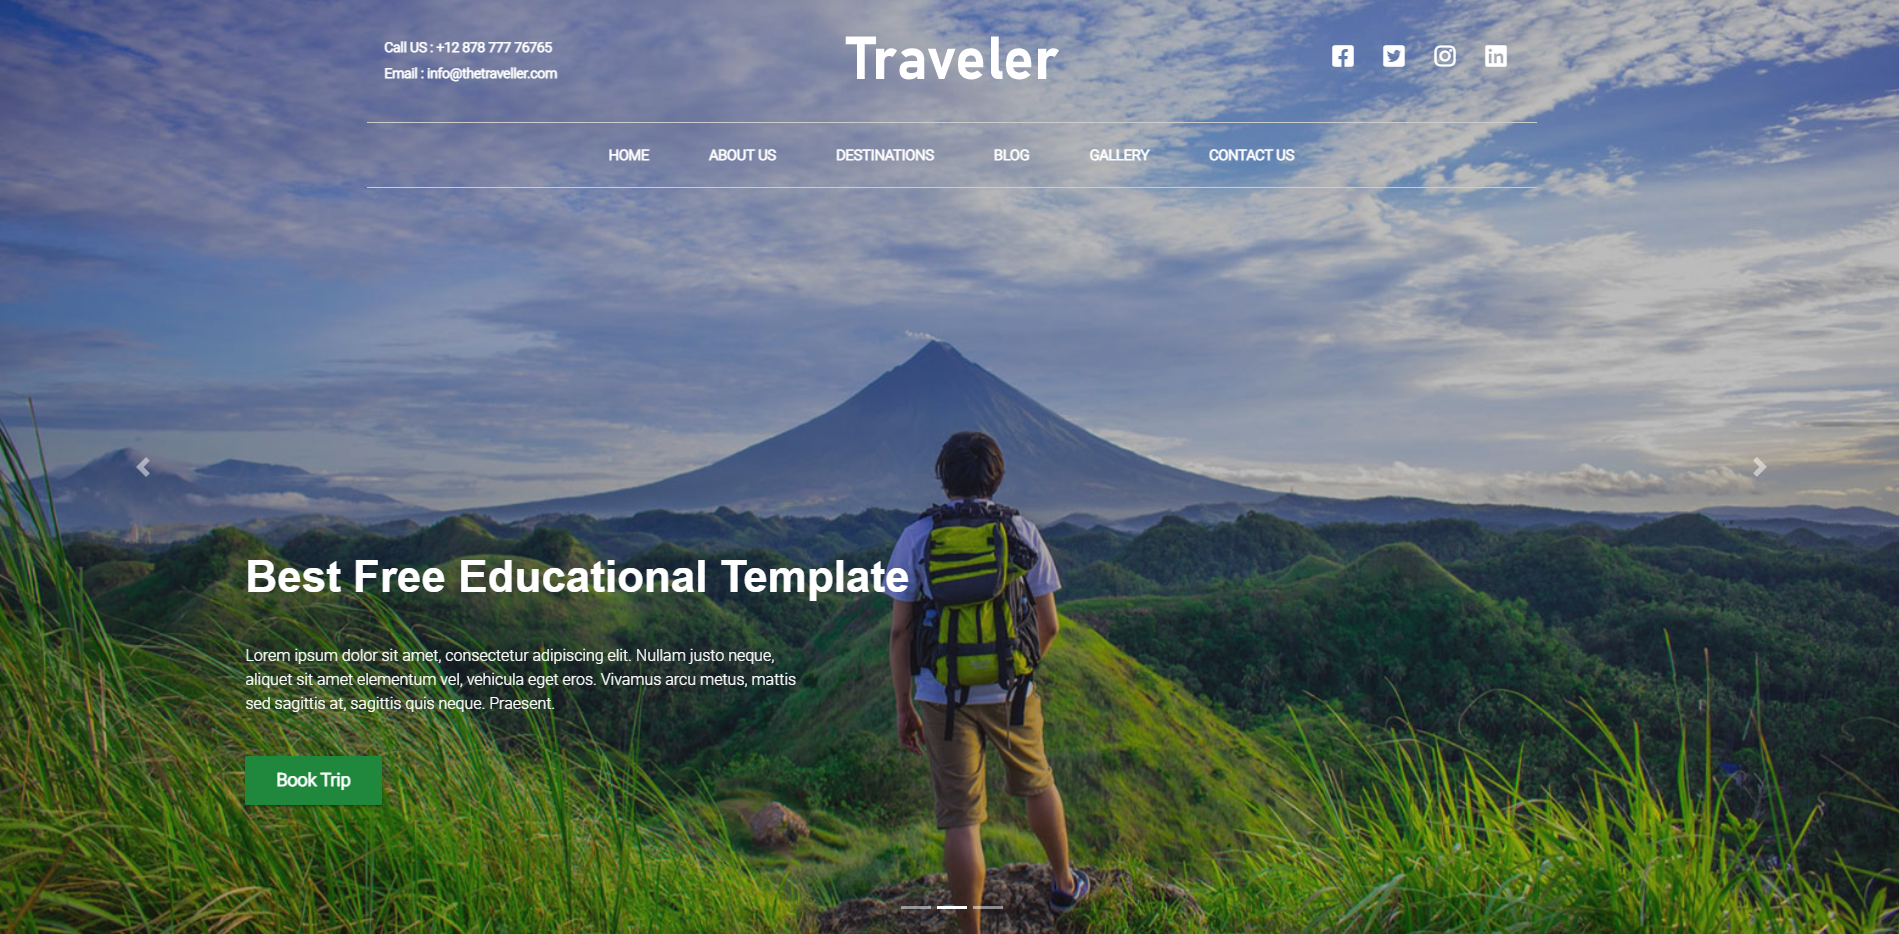 Call US : +12 878 777 76765
Email : info@thetraveller.com
Traveler
HOME ABOUT US DESTINATIONS BLOG GALLERY CONTACT US
Best Free Educational Template
Lorem ipsum dolor sit amet, consectetur adipiscing elit. Nullam justo neque,
aliquet sit amet elementum vel, vehicula eget eros. Vivamus arcu metus, mattis
sed sagittis at, sagittis quis neque. Praesent.
Book Trip